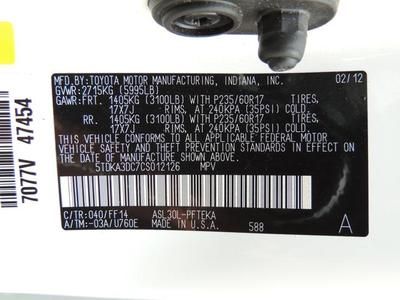 MFD.BY:TOYOTA MOTOR MANUFACTURING, INDIANA, INC. 02/12
GVWR:2715KG (5995LB)
GAWR:FRT. 1405KG (3100LB) WITH P235/60R17 TIRES,
17X7J RIMS, AT 240KPA (35PSI) COLD.
RR. 1405KG (3100LB) WITH P235/60R17 TIRES,
17X7J RIMS, AT 240KPA (35PSI) COLD.
THIS VEHICLE CONFORMS TO ALL APPLICABLE FEDERAL MOTOR
VEHICLE SAFETY, BUMPER, AND THEFT PREVENTION STANDARDS
IN EFFECT ON THE DATE OF MANUFACTURE SHOWN ABOVE.
5TDKA3DC7CS012126 MPV
C/TR:040/FF14 ASL30L-PFTEKA
A/TM:-03A/U760E MADE IN U.S.A. 588 A
7077V 47454